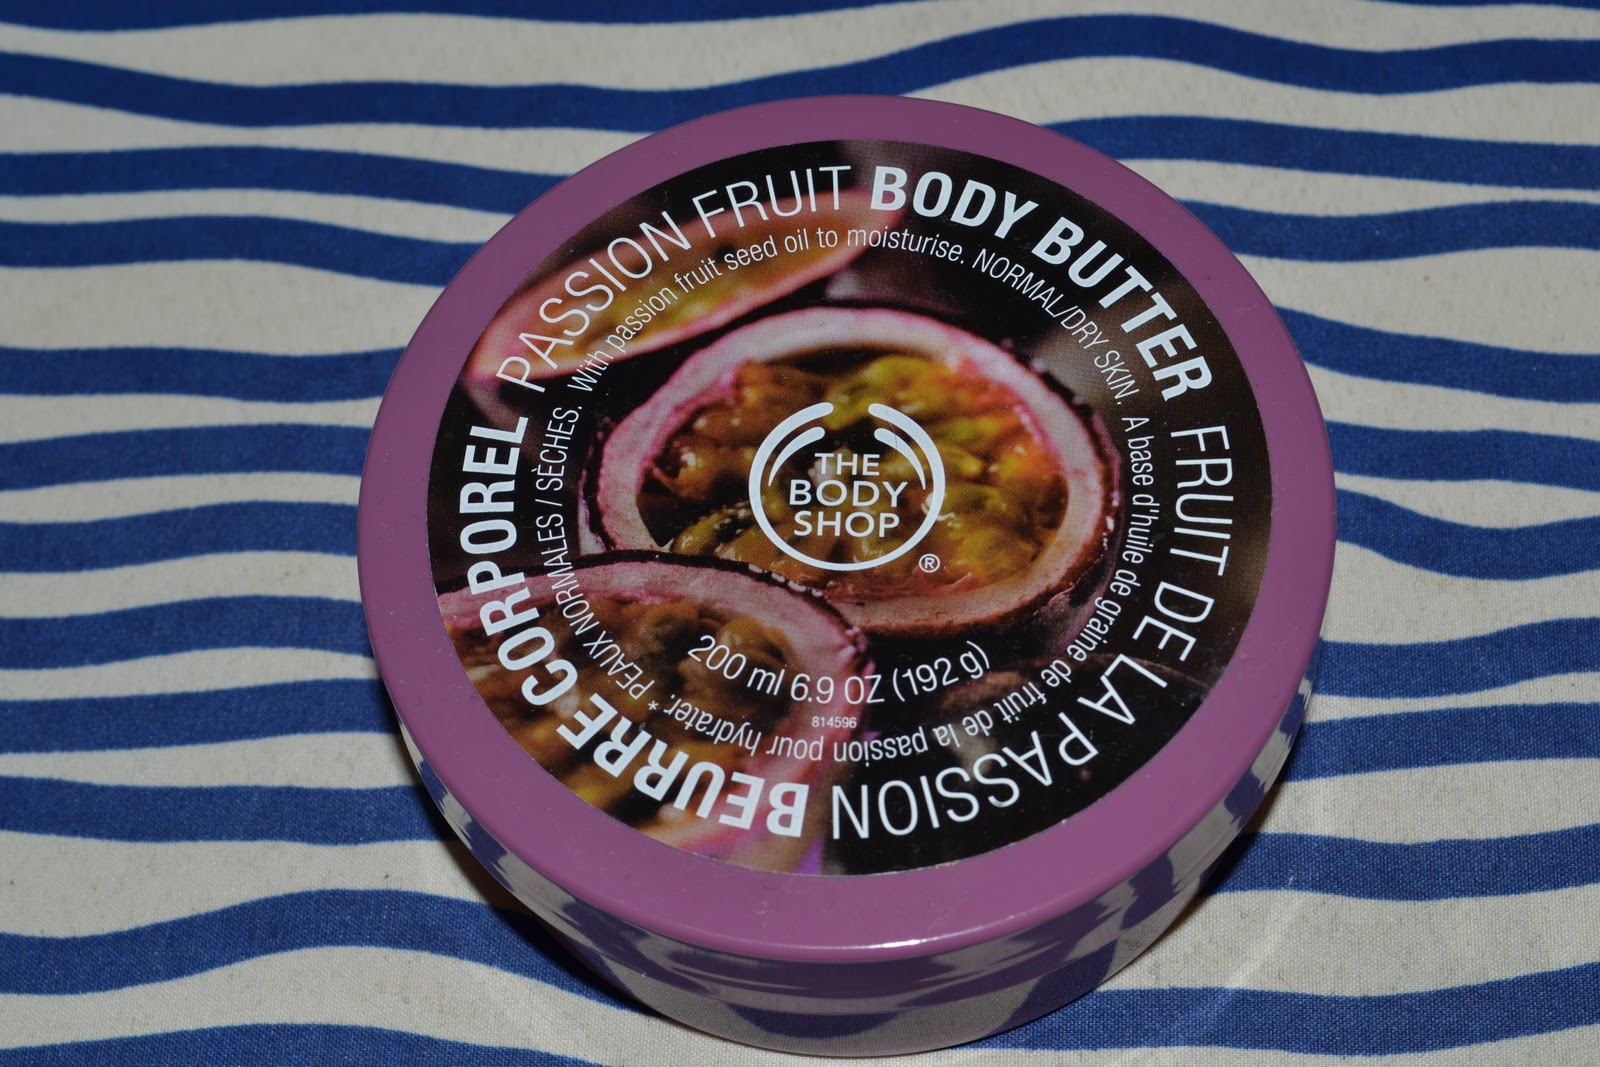 PASSION FRUIT BODY BUTTER
FRUIT DE LA PASSION BEURRE CORPOREL
With passion fruit seed oil to moisturise. NORMAL/DRY SKIN.
A base d'huile de graine de fruit de la passion pour hydrater.* PEAUX NORMALES / SÈCHES.
THE
BODY
SHOP
®
200 ml 6.9 OZ (192 g)
814596